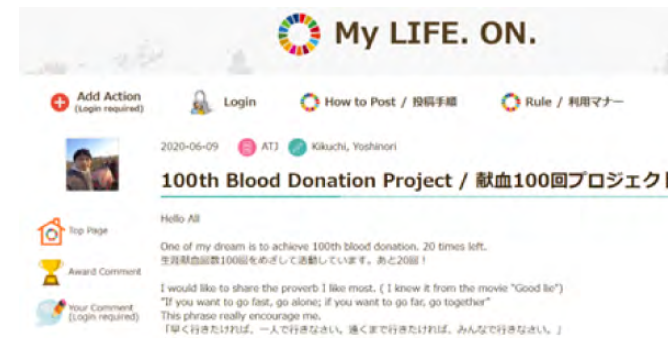 My LIFE. ON.
Add Action
(Login required)
Login
How to Post / 投稿手順
Rule / 利用マナー
2020-06-09 ATJ Kikuchi, Yoshinori
100th Blood Donation Project / 献血100回プロジェクト
Top Page
Award Comment
Your Comment
(Login required)
Hello All
One of my dream is to achieve 100th blood donation. 20 times left.
生涯献血回数100回をめざして活動しています。あと20回！
I would like to share the proverb I like most. ( I knew it from the movie "Good lie")
"If you want to go fast, go alone; if you want to go far, go together"
This phrase really encourage me.
「早く行きたければ、一人で行きなさい。遠くまで行きたければ、みんなで行きなさい。」